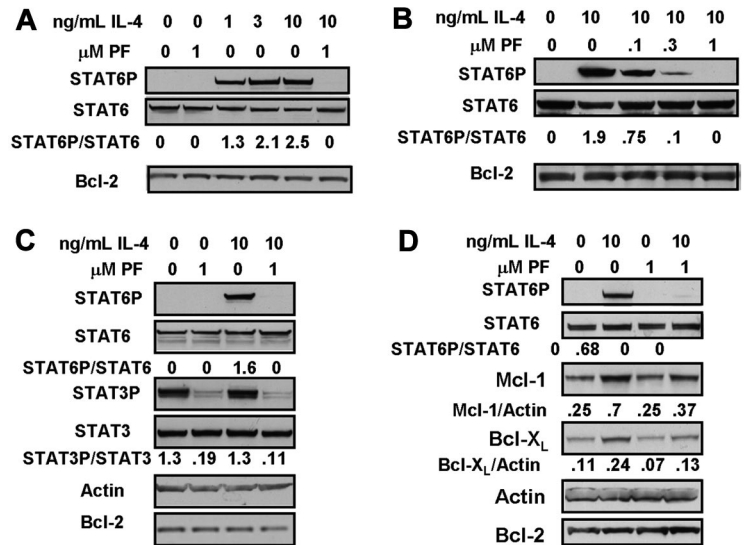 A
ng/mL IL-4 0 0 1 3 10 10
μM PF 0 1 0 0 0 1
STAT6P
STAT6
STAT6P/STAT6 0 0 1.3 2.1 2.5 0
Bcl-2
B
ng/mL IL-4 0 10 10 10 10
μM PF 0 0 .1 .3 1
STAT6P
STAT6
STAT6P/STAT6 0 1.9 .75 .1 0
Bcl-2
C
ng/mL IL-4 0 0 10 10
μM PF 0 1 0 1
STAT6P
STAT6
STAT6P/STAT6 0 0 1.6 0
STAT3P
STAT3
STAT3P/STAT3 1.3 .19 1.3 .11
Actin
Bcl-2
D
ng/mL IL-4 0 10 0 10
μM PF 0 0 1 1
STAT6P
STAT6
STAT6P/STAT6 0 .68 0 0
Mcl-1
Mcl-1/Actin .25 .7 .25 .37
Bcl-XL
Bcl-XL/Actin .11 .24 .07 .13
Actin
Bcl-2